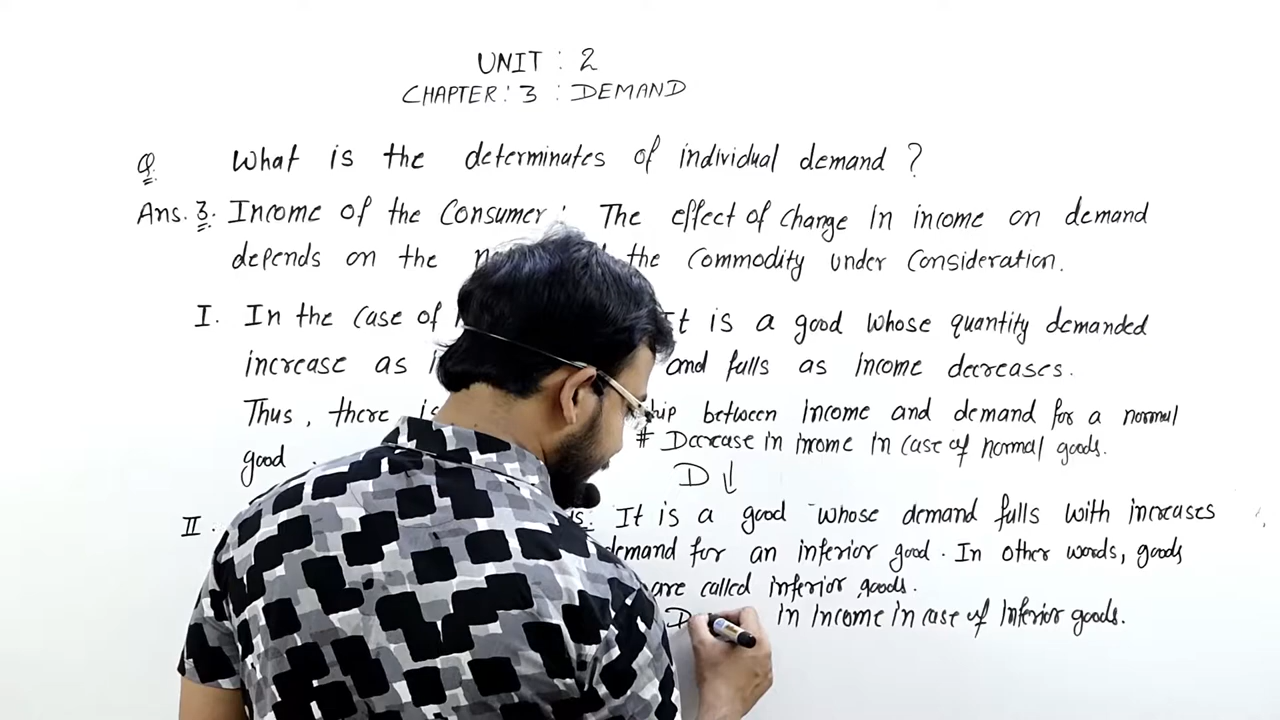 UNIT : 2
CHAPTER : 3 : DEMAND
Q. What is the determinates of individual demand ?
Ans. 3. Income of the Consumer : The effect of change In income on demand
depends on the the Commodity under Consideration.
I. In the case of It is a good whose quantity demanded
increase as and falls as Income decreases.
Thus, there is between Income and demand for a normal
good .
# Decrease in income In case of normal goods.
D ↓
II. It is a good whose demand falls with increases
demand for an inferior good. In other words, goods
are called inferior goods.
D in Income In case of Inferior goods.